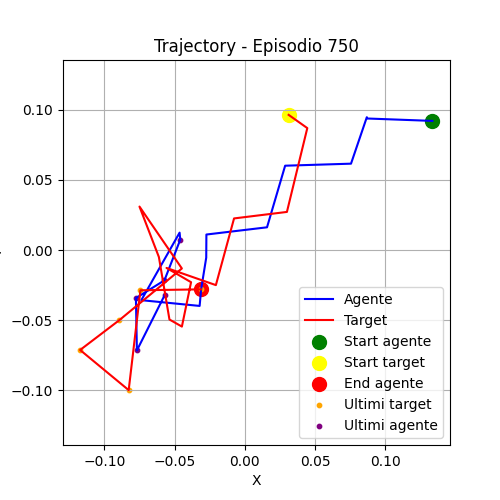 Trajectory - Episodio 750
0.10
0.05
0.00
−0.05
−0.10
−0.10
−0.05
0.00
0.05
0.10
X
Agente
Target
Start agente
Start target
End agente
Ultimi target
Ultimi agente